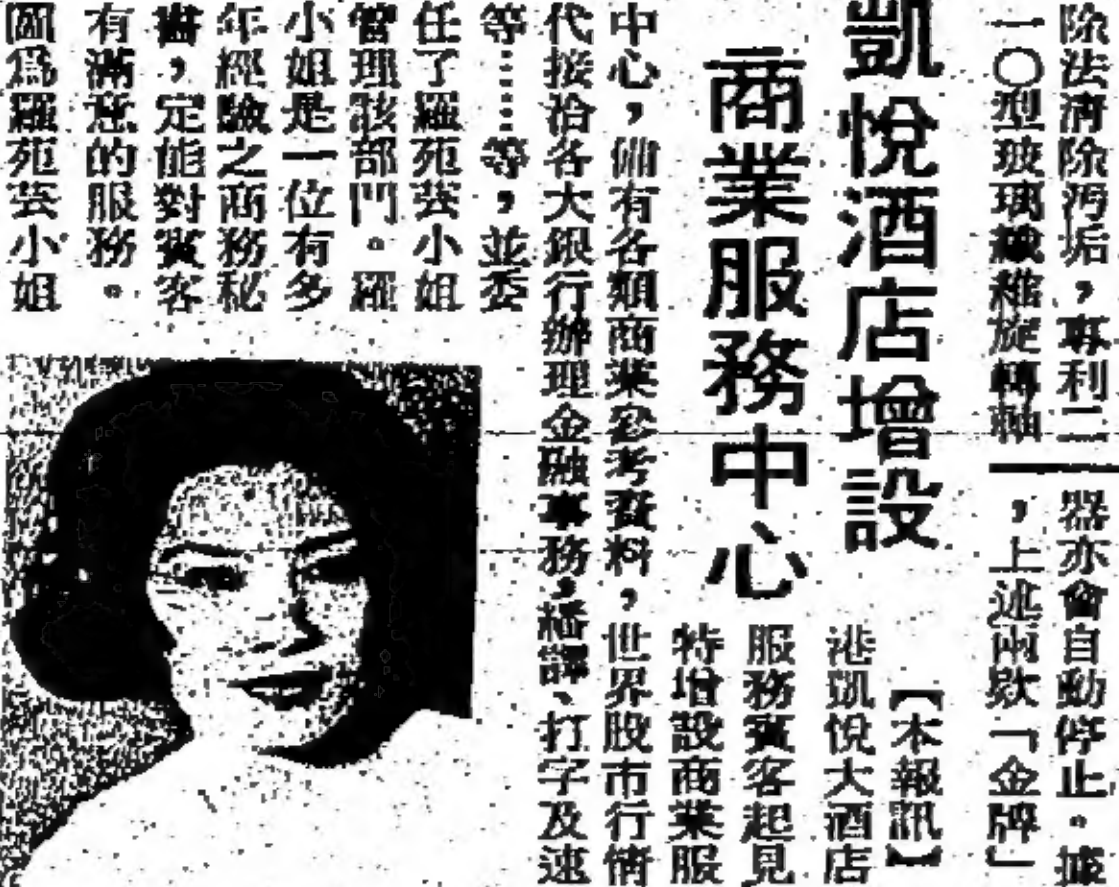 除法清除污垢，專利二
一〇型玻璃纖維旋轉軸
器亦會自動停止。據
，上述兩欵「金牌」
凱悅酒店增設
商業服務中心
【本報訊】
港凱悅大酒店
服務賓客起見
特增設商業服
中心，備有各類商業參考資料，世界股市行情
代接洽各大銀行辦理金融事務，繙譯、打字及速
等……等，並委
任了羅苑芸小姐
管理該部門。羅
小姐是一位有多
年經驗之商務秘
書，定能對賓客
有滿意的服務。
圖爲羅苑芸小姐